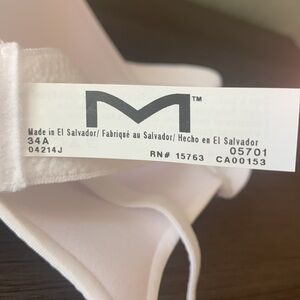 M™
Made in El Salvador/ Fabriqué au Salvador/ Hecho en El Salvador
34A 05701
04214J RN# 15763 CA00153